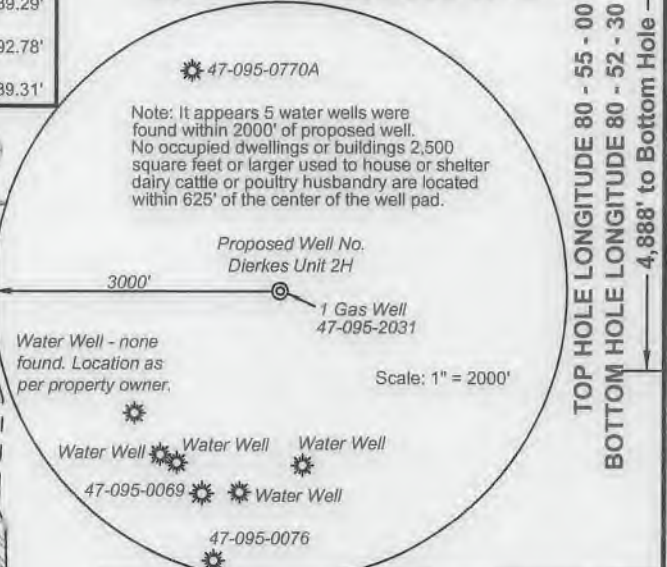 39.29'
92.78'
39.31'
47-095-0770A
Note: It appears 5 water wells were
found within 2000' of proposed well.
No occupied dwellings or buildings 2,500
square feet or larger used to house or shelter
dairy cattle or poultry husbandry are located
within 625' of the center of the well pad.
Proposed Well No.
Dierkes Unit 2H
3000'
1 Gas Well
47-095-2031
Water Well - none
found. Location as
per property owner.
Scale: 1" = 2000'
Water Well
Water Well
Water Well
47-095-0069
Water Well
47-095-0076
TOP HOLE LONGITUDE 80 - 55 - 00
BOTTOM HOLE LONGITUDE 80 - 52 - 30
4,888' to Bottom Hole